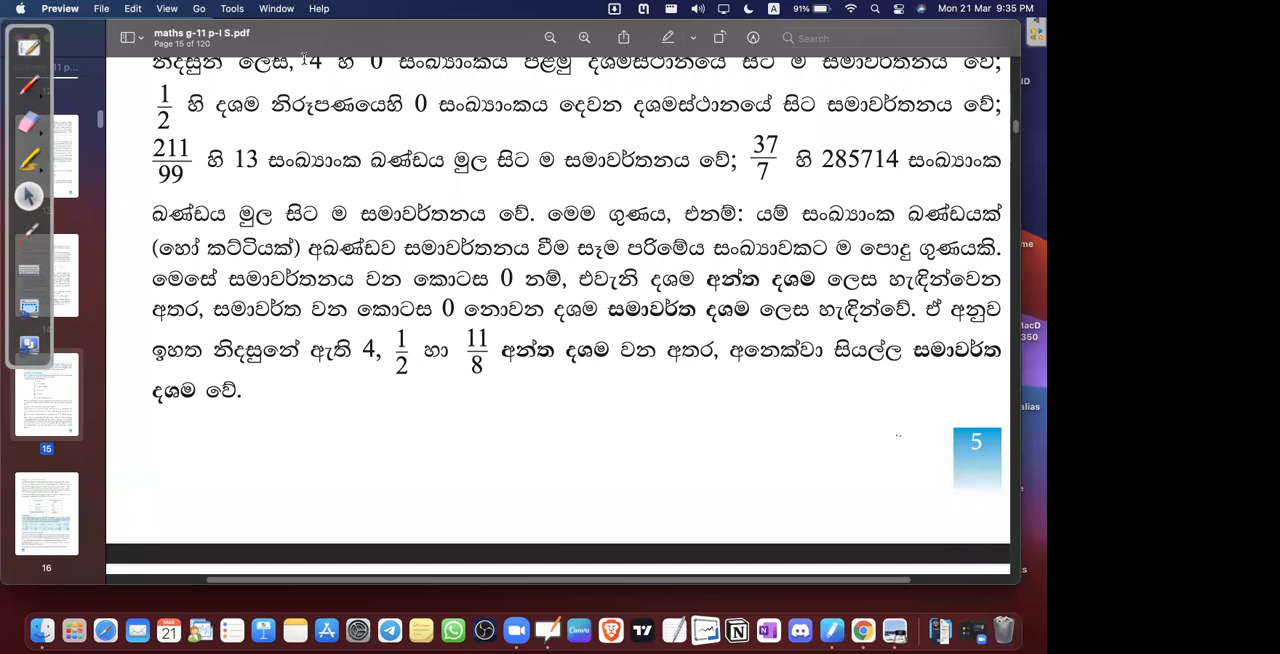 Preview File Edit View Go Tools Window Help 91% Mon 21 Mar 9:35 PM
maths g-11 p-I S.pdf
Page 15 of 120
Search
නිදසුන් ලෙස, 4 හි 0 සංඛ්‍යාංකය පළමු දශමස්ථානයේ සිට ම සමාවර්තනය වේ;
1/2 හි දශම නිරූපණයෙහි 0 සංඛ්‍යාංකය දෙවන දශමස්ථානයේ සිට සමාවර්තනය වේ;
211/99 හි 13 සංඛ්‍යාංක ඛණ්ඩය මුල සිට ම සමාවර්තනය වේ; 37/7 හි 285714 සංඛ්‍යාංක
ඛණ්ඩය මුල සිට ම සමාවර්තනය වේ. මෙම ගුණය, එනම්: යම් සංඛ්‍යාංක ඛණ්ඩයක්
(හෝ කට්ටියක්) අඛණ්ඩව සමාවර්තනය වීම සෑම පරිමේය සංඛ්‍යාවකට ම පොදු ගුණයකි.
මෙසේ සමාවර්තනය වන කොටස 0 නම්, එවැනි දශම අන්ත දශම ලෙස හැඳින්වෙන
අතර, සමාවර්ත වන කොටස 0 නොවන දශම සමාවර්ත දශම ලෙස හැඳින්වේ. ඒ අනුව
ඉහත නිදසුනේ ඇති 4, 1/2 හා 11/8 අන්ත දශම වන අතර, අනෙක්වා සියල්ල සමාවර්ත
දශම වේ.
5
15
16